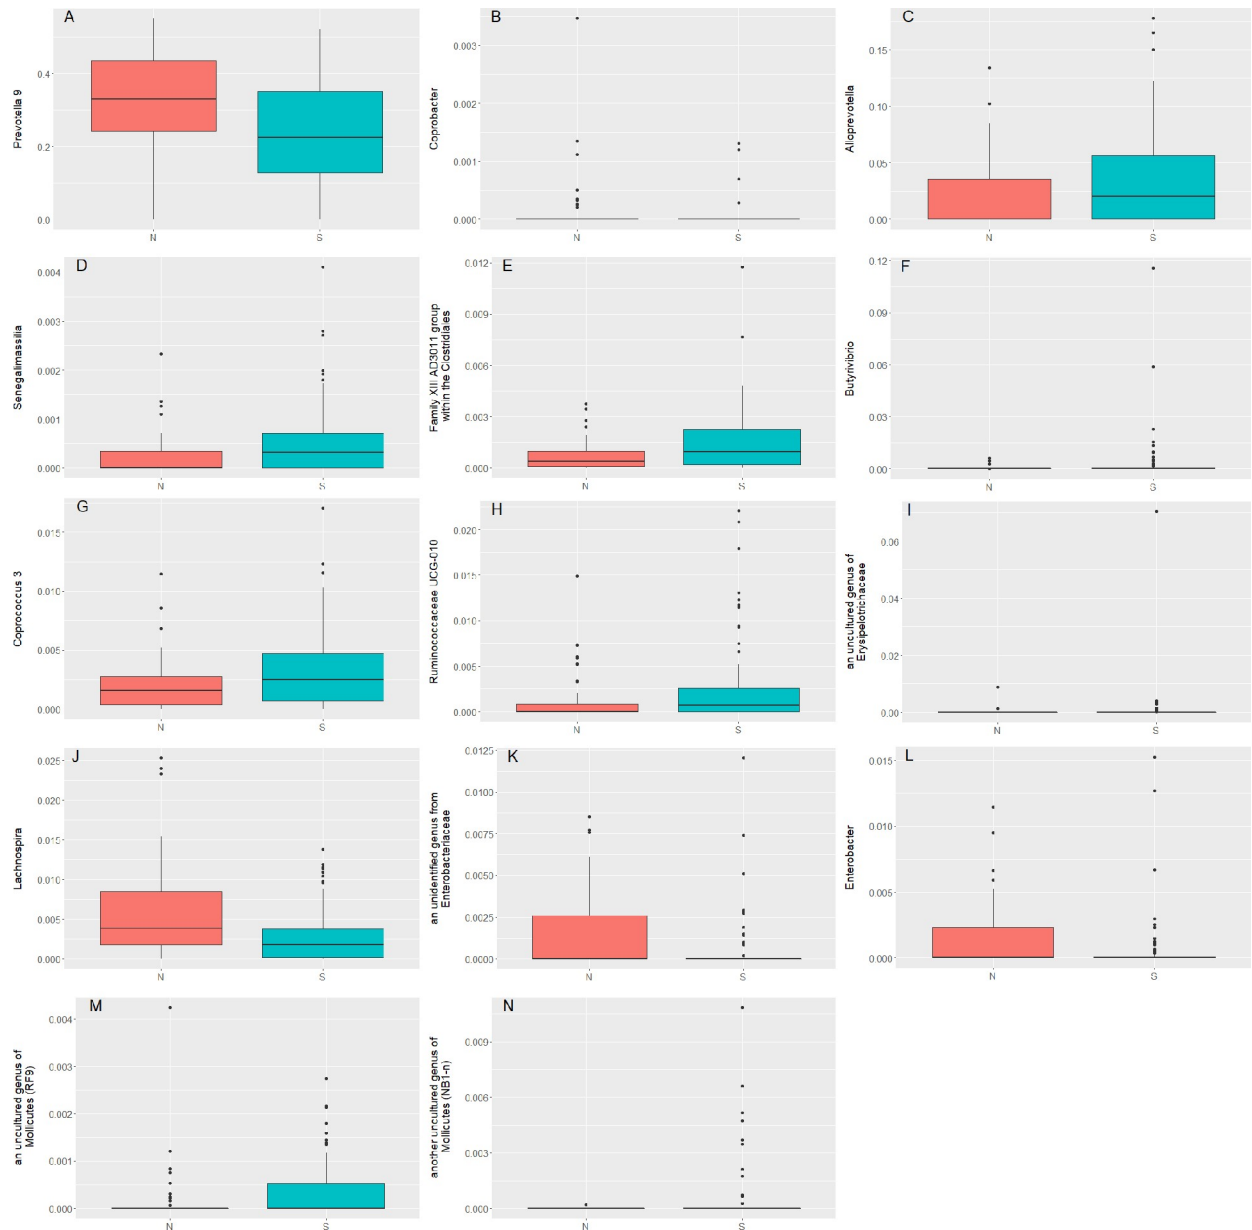 A
Prevotella 9
0.4
0.2
0.0
N
S
B
Coprobacter
0.003
0.002
0.001
0.000
N
S
C
Alloprevotella
0.15
0.10
0.05
0.00
N
S
D
Senegalimassilia
0.004
0.003
0.002
0.001
0.000
N
S
E
Family XIII AD3011 group
within the Clostridiales
0.012
0.009
0.006
0.003
0.000
N
S
F
Butyrivibrio
0.12
0.09
0.06
0.03
0.00
N
S
G
Coprococcus 3
0.015
0.010
0.005
0.000
N
S
H
Ruminococcaceae UCG-010
0.020
0.015
0.010
0.005
0.000
N
S
I
an uncultured genus of
Erysipelotrichaceae
0.06
0.04
0.02
0.00
N
S
J
Lachnospira
0.025
0.020
0.015
0.010
0.005
0.000
N
S
K
an unidentified genus from
Enterobacteriaceae
0.0125
0.0100
0.0075
0.0050
0.0025
0.0000
N
S
L
Enterobacter
0.015
0.010
0.005
0.000
N
S
M
an uncultured genus of
Mollicutes (RF9)
0.004
0.003
0.002
0.001
0.000
N
S
N
another uncultured genus of
Mollicutes (NB1-n)
0.009
0.006
0.003
0.000
N
S